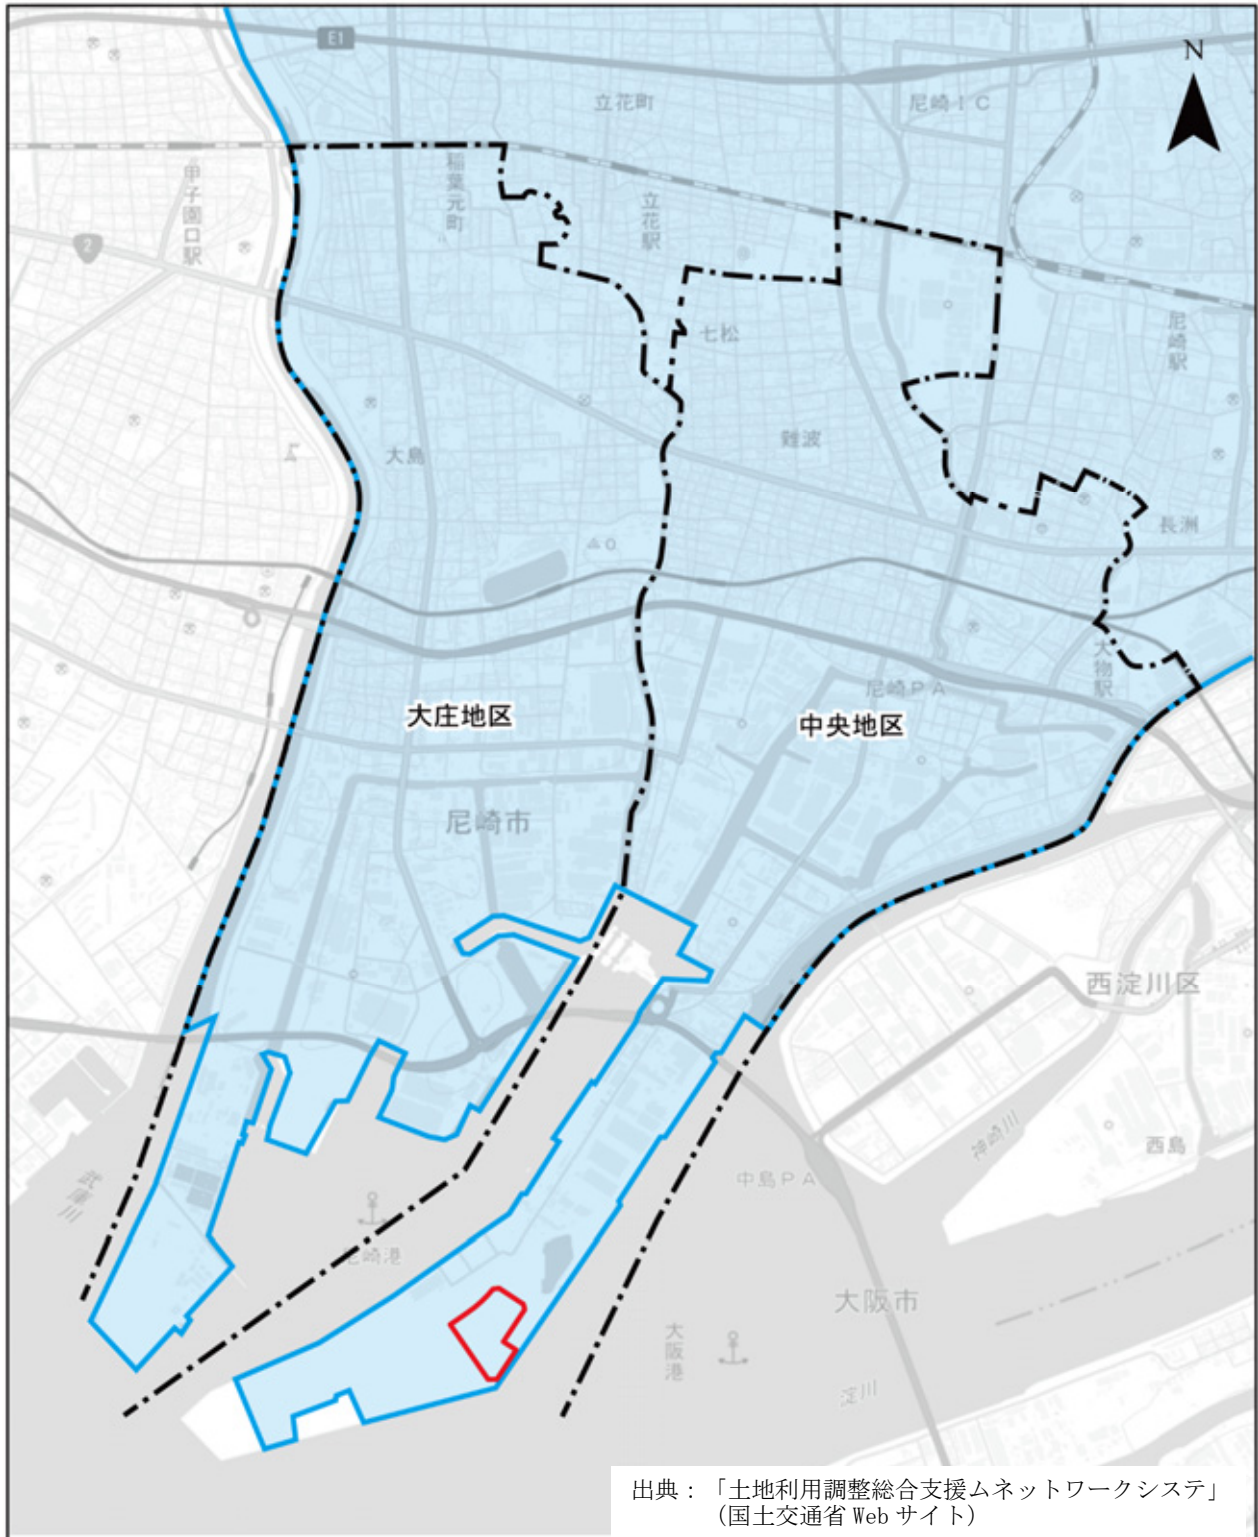 E1
N
立花町
尼崎IC
稲葉元町
甲子園口駅
立花駅
2
七松
尼崎駅
難波
大島
長洲
大物駅
尼崎PA
大庄地区
中央地区
尼崎市
西淀川区
神崎川
西島
中島PA
武庫川
尼崎港
大阪市
大阪港
淀川
出典:「土地利用調整総合支援ムネットワークシステ」
(国土交通省 Web サイト)